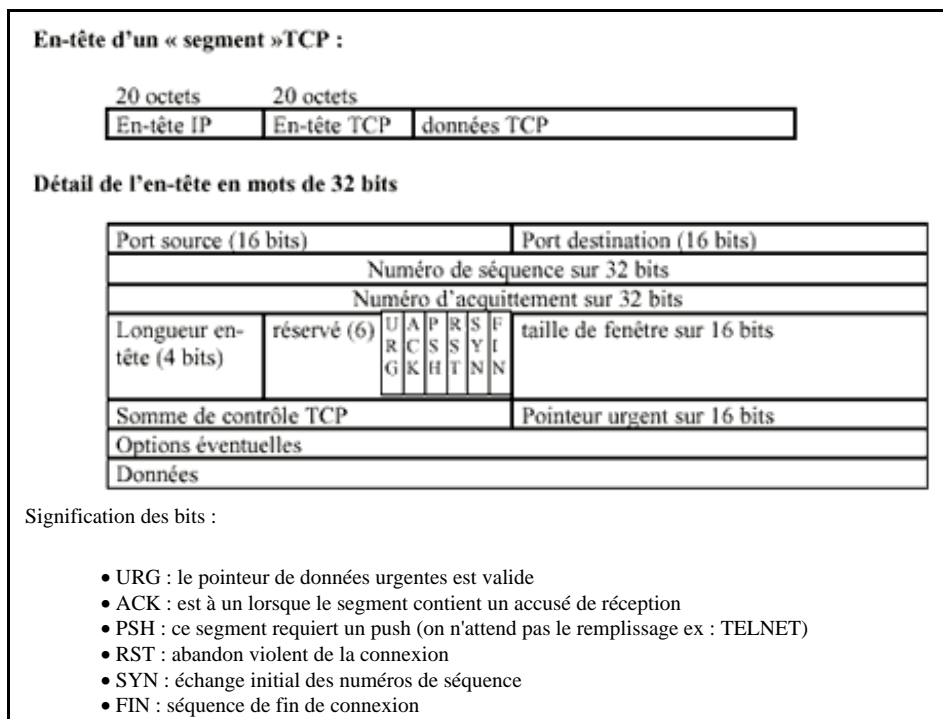 En-tête d'un « segment »TCP :
20 octets 20 octets
En-tête IP En-tête TCP données TCP
Détail de l'en-tête en mots de 32 bits
Port source (16 bits) Port destination (16 bits)
Numéro de séquence sur 32 bits
Numéro d'acquittement sur 32 bits
Longueur en-tête (4 bits) réservé (6) URG ACK PSH RST SYN FIN taille de fenêtre sur 16 bits
Somme de contrôle TCP Pointeur urgent sur 16 bits
Options éventuelles
Données
Signification des bits :
• URG : le pointeur de données urgentes est valide
• ACK : est à un lorsque le segment contient un accusé de réception
• PSH : ce segment requiert un push (on n'attend pas le remplissage ex : TELNET)
• RST : abandon violent de la connexion
• SYN : échange initial des numéros de séquence
• FIN : séquence de fin de connexion